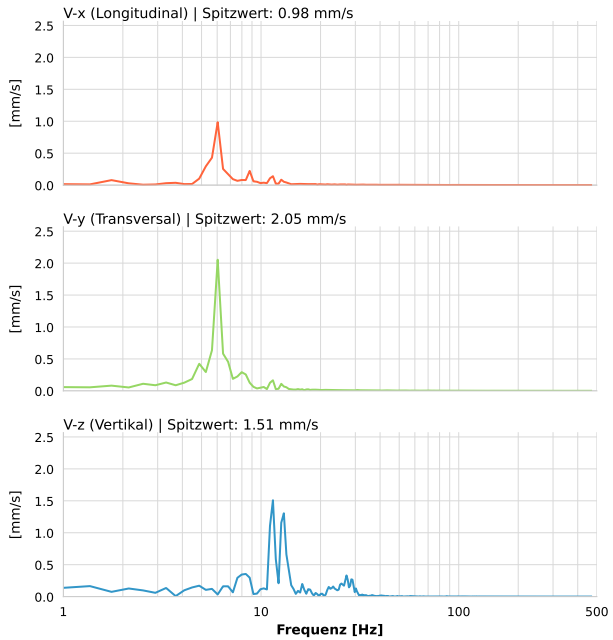 V-x (Longitudinal) | Spitzwert: 0.98 mm/s
2.5
2.0
1.5
1.0
0.5
0.0
[mm/s]
V-y (Transversal) | Spitzwert: 2.05 mm/s
2.5
2.0
1.5
1.0
0.5
0.0
[mm/s]
V-z (Vertikal) | Spitzwert: 1.51 mm/s
2.5
2.0
1.5
1.0
0.5
0.0
[mm/s]
1 10 100 500
Frequenz [Hz]